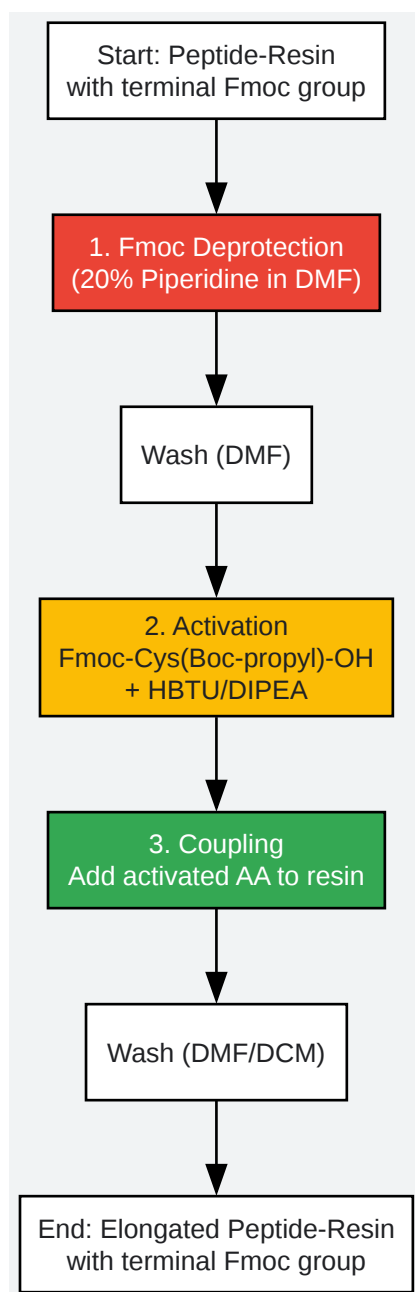 Start: Peptide-Resin
with terminal Fmoc group
1. Fmoc Deprotection
(20% Piperidine in DMF)
Wash (DMF)
2. Activation
Fmoc-Cys(Boc-propyl)-OH
+ HBTU/DIPEA
3. Coupling
Add activated AA to resin
Wash (DMF/DCM)
End: Elongated Peptide-Resin
with terminal Fmoc group